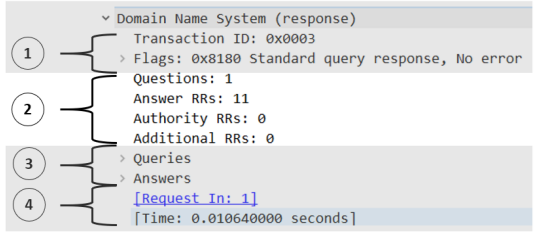 Domain Name System (response)
Transaction ID: 0x0003
1
Flags: 0x8180 Standard query response, No error
Questions: 1
Answer RRs: 11
2
Authority RRs: 0
Additional RRs: 0
3
Queries
Answers
4
[Request In: 1]
[Time: 0.010640000 seconds]